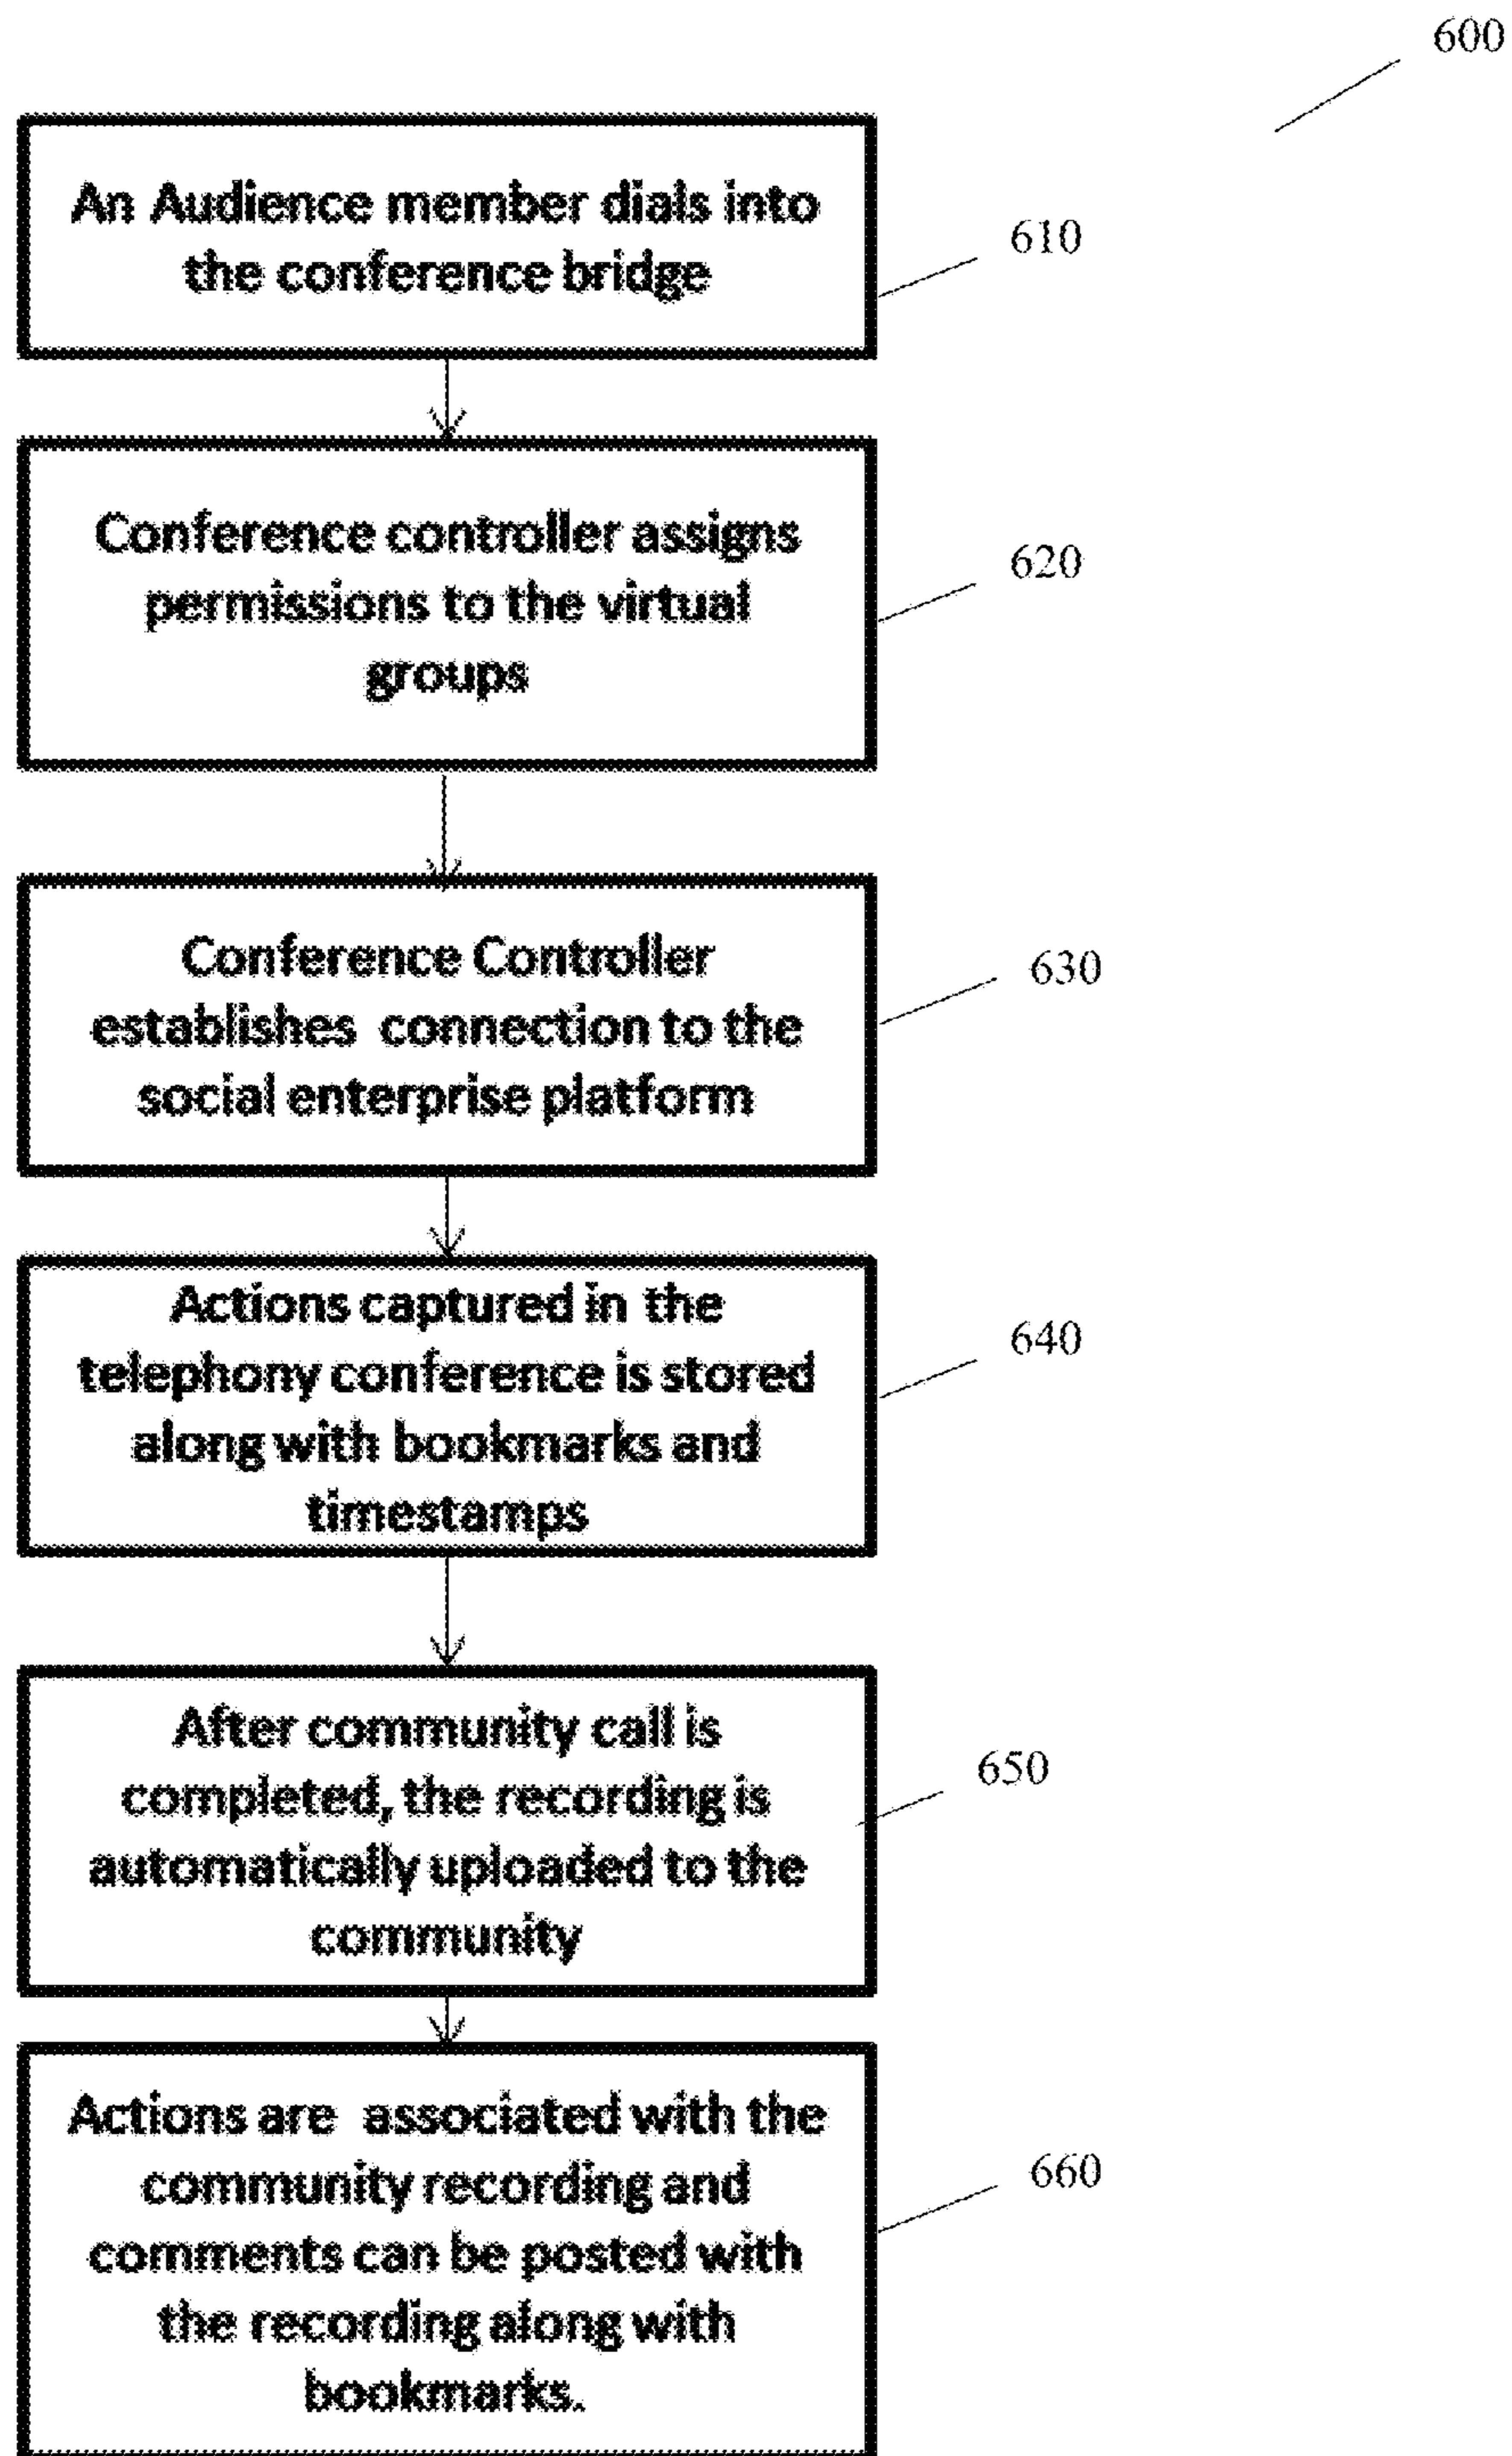 600
An Audience member dials into
the conference bridge
610
Conference controller assigns
permissions to the virtual
groups
620
Conference Controller
establishes connection to the
social enterprise platform
630
Actions captured in the
telephony conference is stored
along with bookmarks and
timestamps
640
After community call is
completed, the recording is
automatically uploaded to the
community
650
Actions are associated with the
community recording and
comments can be posted with
the recording along with
bookmarks.
660